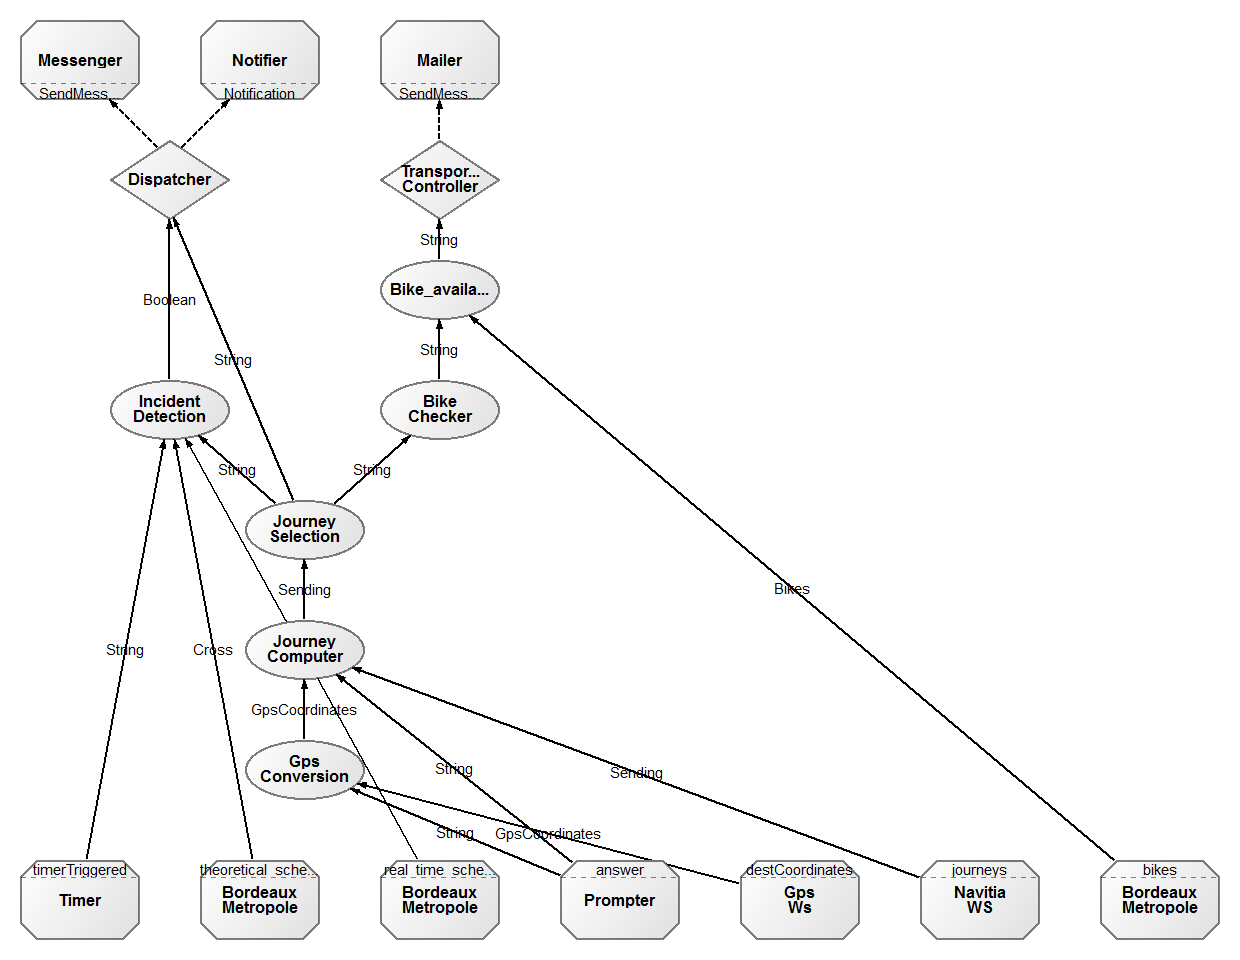 Messenger
SendMess...
Notifier
Notification
Mailer
SendMess...
Dispatcher
Transpor...
Controller
String
Bike_availa...
Boolean
String
String
Incident
Detection
Bike
Checker
String
String
Journey
Selection
Sending
Bikes
Journey
Computer
String
Cross
GpsCoordinates
Gps
Conversion
String
Sending
String
GpsCoordinates
timerTriggered
Timer
theoretical_sche...
Bordeaux
Metropole
real_time_sche...
Bordeaux
Metropole
answer
Prompter
destCoordinates
Gps
Ws
journeys
Navitia
WS
bikes
Bordeaux
Metropole